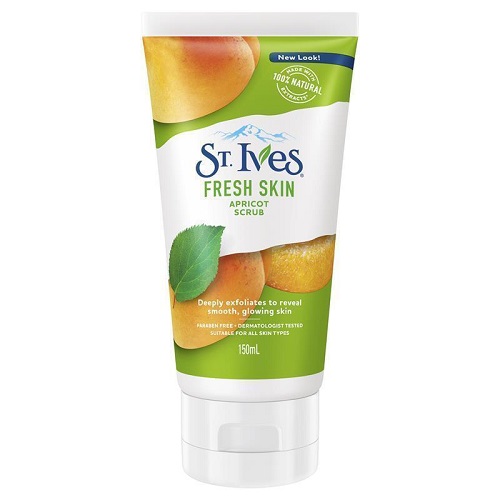 New Look!
MADE WITH
100% NATURAL
EXTRACTS*
ST. IVES®
FRESH SKIN
APRICOT
SCRUB
Deeply exfoliates to reveal
smooth, glowing skin
PARABEN FREE • DERMATOLOGIST TESTED
SUITABLE FOR ALL SKIN TYPES
150mL